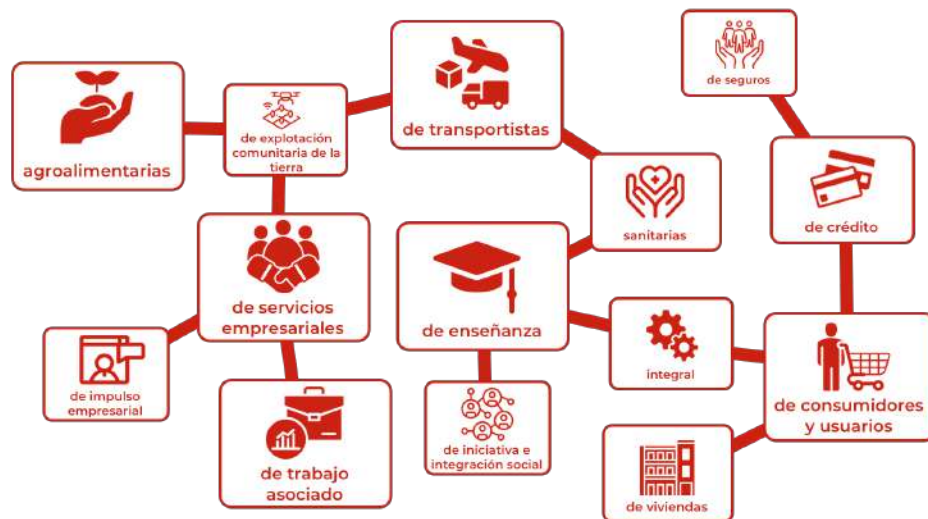 agroalimentarias
de explotación
comunitaria de la
tierra
de transportistas
de seguros
sanitarias
de crédito
de servicios
empresariales
de enseñanza
de impulso
empresarial
integral
de consumidores
y usuarios
de trabajo
asociado
de iniciativa e
integración social
de viviendas